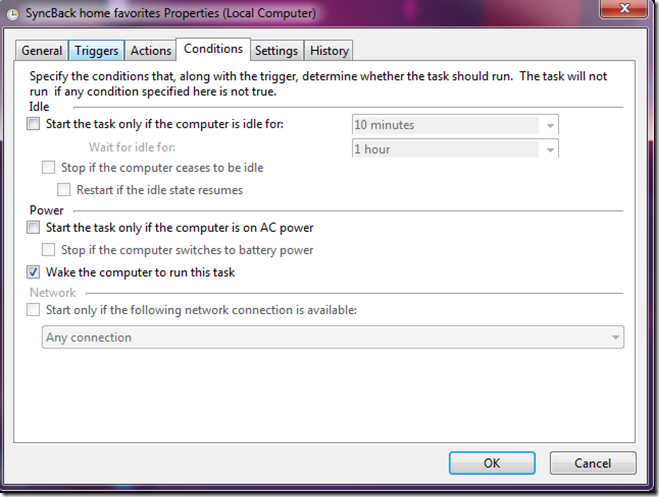 SyncBack home favorites Properties (Local Computer)
General Triggers Actions Conditions Settings History
Specify the conditions that, along with the trigger, determine whether the task should run. The task will not
run if any condition specified here is not true.
Idle
Start the task only if the computer is idle for: 10 minutes
Wait for idle for: 1 hour
Stop if the computer ceases to be idle
Restart if the idle state resumes
Power
Start the task only if the computer is on AC power
Stop if the computer switches to battery power
Wake the computer to run this task
Network
Start only if the following network connection is available:
Any connection
OK Cancel